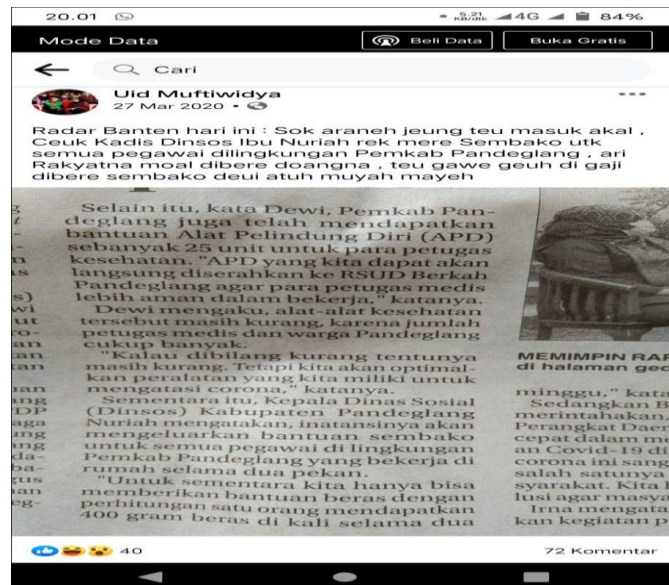 20.01
5.21 KB/dtk 4G 84%
Mode Data
Beli Data
Buka Gratis
Cari
Uid Muftiwidya
27 Mar 2020
Radar Banten hari ini : Sok araneh jeung teu masuk akal ,
Ceuk Kadis Dinsos Ibu Nuriah rek mere Sembako utk
semua pegawai dilingkungan Pemkab Pandeglang , ari
Rakyatna moal dibere doangna , teu gawe geuh di gaji
dibere sembako deui atuh muyah mayeh
Selain itu, kata Dewi, Pemkab Pan-
deglang juga telah mendapatkan
bantuan Alat Pelindung Diri (APD)
sebanyak 25 unit untuk para petugas
kesehatan. "APD yang kita dapat akan
langsung diserahkan ke RSUD Berkah
Pandeglang agar para petugas medis
lebih aman dalam bekerja," katanya.
Dewi mengaku, alat-alat kesehatan
tersebut masih kurang, karena jumlah
petugas medis dan warga Pandeglang
cukup banyak.
"Kalau dibilang kurang tentunya
masih kurang. Tetapi kita akan optimal-
kan peralatan yang kita miliki untuk
mengatasi corona," katanya.
Sementara itu, Kepala Dinas Sosial
(Dinsos) Kabupaten Pandeglang
Nuriah mengatakan, inatansinya akan
mengeluarkan bantuan sembako
untuk semua pegawai di lingkungan
Pemkab Pandeglang yang bekerja di
rumah selama dua pekan.
"Untuk sementara kita hanya bisa
memberikan bantuan beras dengan
perhitungan satu orang mendapatkan
400 gram beras di kali selama dua
MEMIMPIN RAP
di halaman ged
minggu," kata
Sedangkan B
merintahakan,
Perangkat Daer
cepat dalam m
an Covid-19 di
corona ini sang
salah satunya
syarakat. Kita
lusi agar masya
Irna mengata
kan kegiatan p
40
72 Komentar